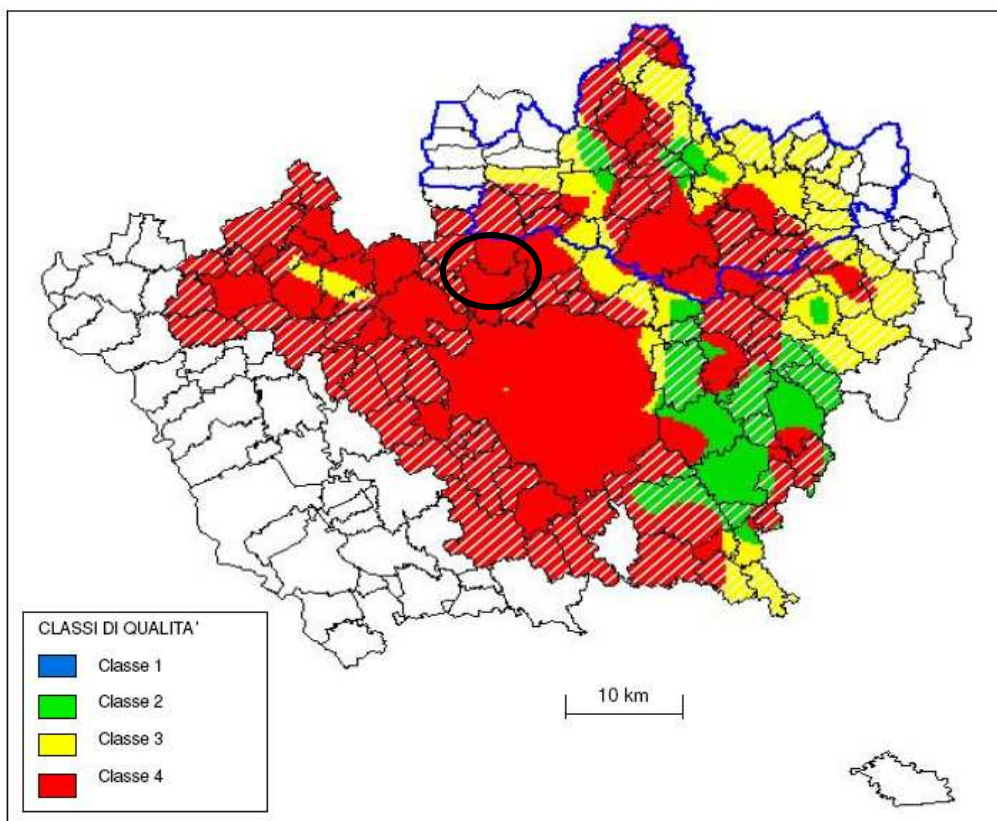 CLASSI DI QUALITA'
Classe 1
Classe 2
Classe 3
Classe 4
10 km